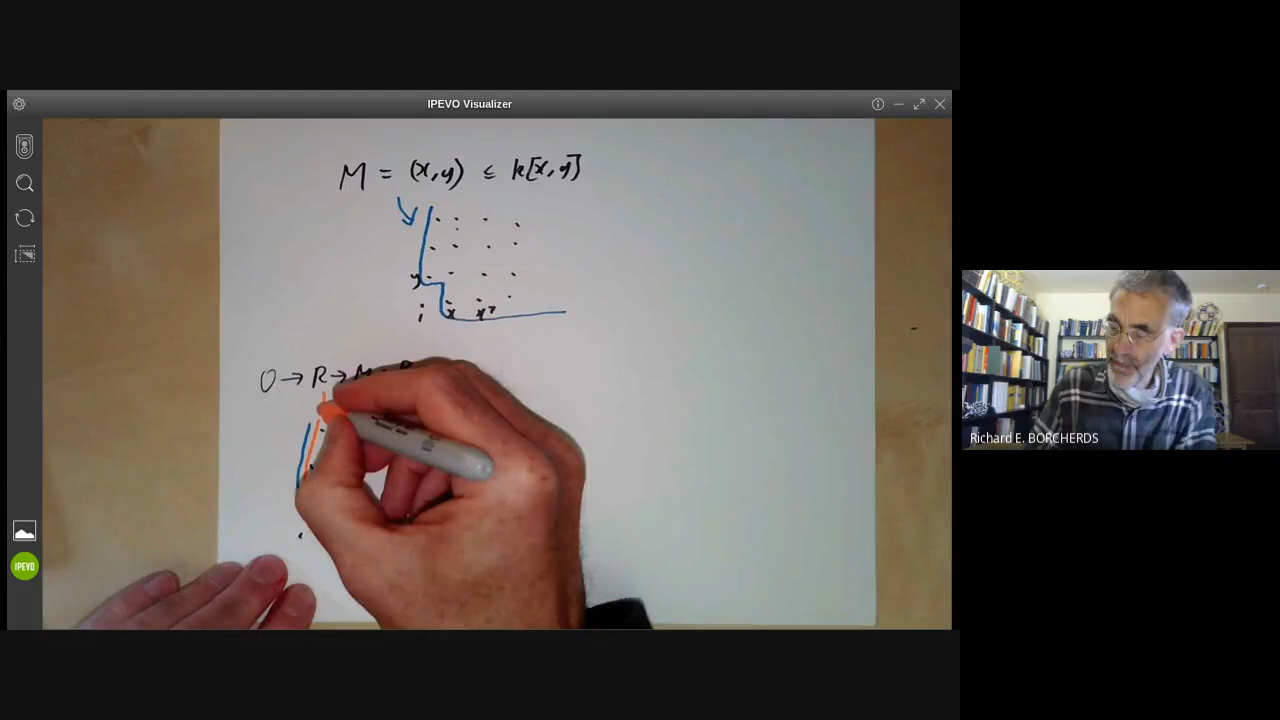 IPEVO Visualizer
M = (x,y) ≤ k[x,y]
y
x x²
0 → R → M
IPEVO
Richard E. BORCHERDS